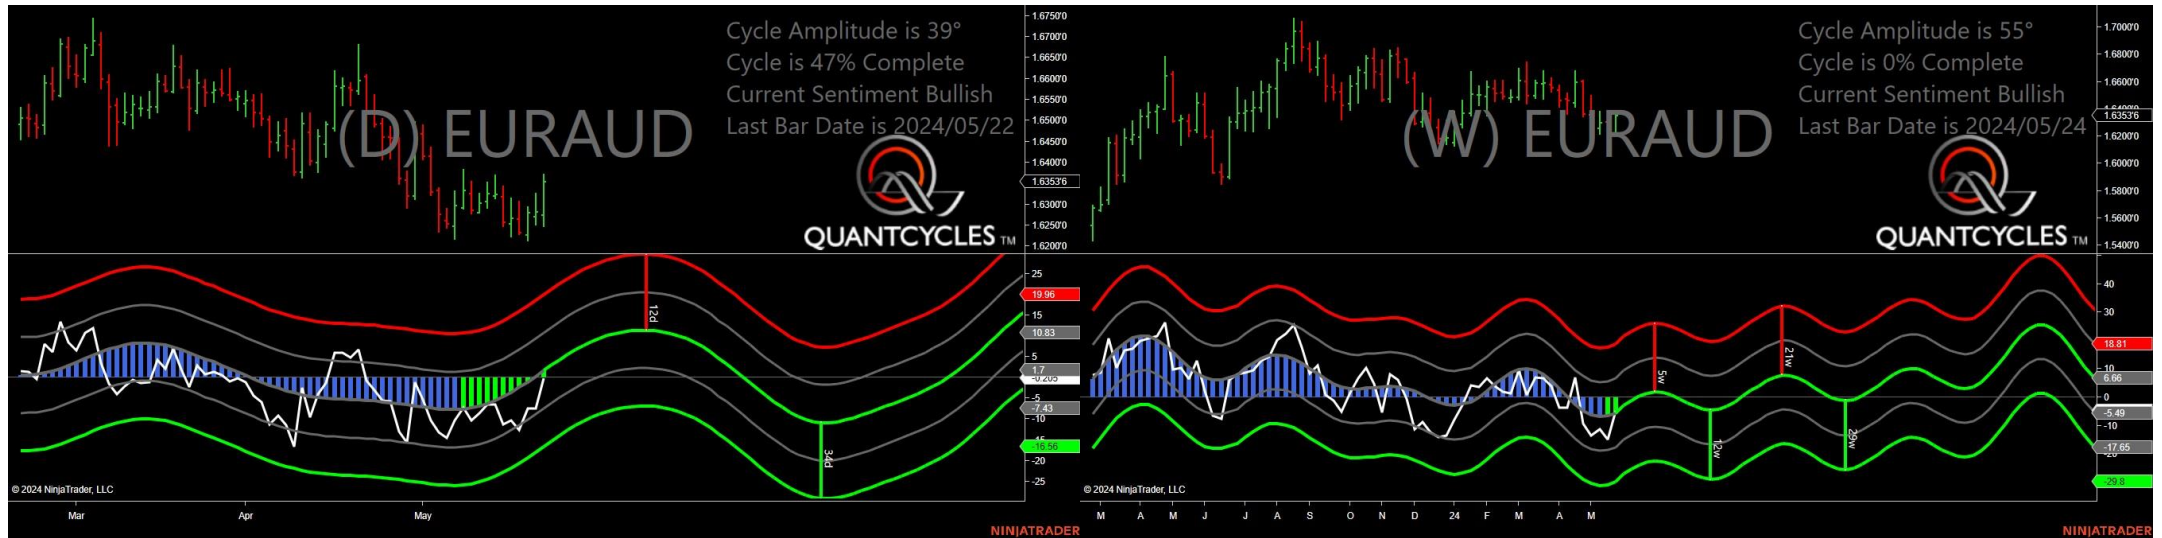 Cycle Amplitude is 39°
Cycle is 47% Complete
Current Sentiment Bullish
Last Bar Date is 2024/05/22
(D) EURAUD
QUANTCYCLES TM
1.6750'0
1.6700'0
1.6650'0
1.6600'0
1.6550'0
1.6500'0
1.6450'0
1.6400'0
1.6353'6
1.6300'0
1.6250'0
1.6200'0
25
19.96
15
10.83
5
1.7
-0.205
-5
-7.43
-10
-15
-16.56
-20
-25
12d
34d
© 2024 NinjaTrader, LLC
Mar
Apr
May
NINJATRADER
Cycle Amplitude is 55°
Cycle is 0% Complete
Current Sentiment Bullish
Last Bar Date is 2024/05/24
(W) EURAUD
QUANTCYCLES TM
1.7000'0
1.6800'0
1.6600'0
1.6400'0
1.6353'6
1.6200'0
1.6000'0
1.5800'0
1.5600'0
1.5400'0
40
30
18.81
10
6.66
0
-5.49
-10
-17.65
-20
-29.8
5w
12w
21w
29w
© 2024 NinjaTrader, LLC
M A M J J A S O N D 24 F M A M
NINJATRADER